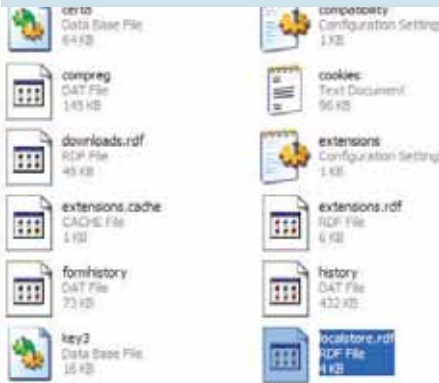 cert8
Data Base File
64 KB
compatibility
Configuration Setting
1 KB
compreg
DAT File
145 KB
cookies
Text Document
96 KB
downloads.rdf
RDF File
49 KB
extensions
Configuration Setting
1 KB
extensions.cache
CACHE File
1 KB
extensions.rdf
RDF File
6 KB
formhistory
DAT File
73 KB
history
DAT File
432 KB
key3
Data Base File
16 KB
localstore.rdf
RDF File
4 KB